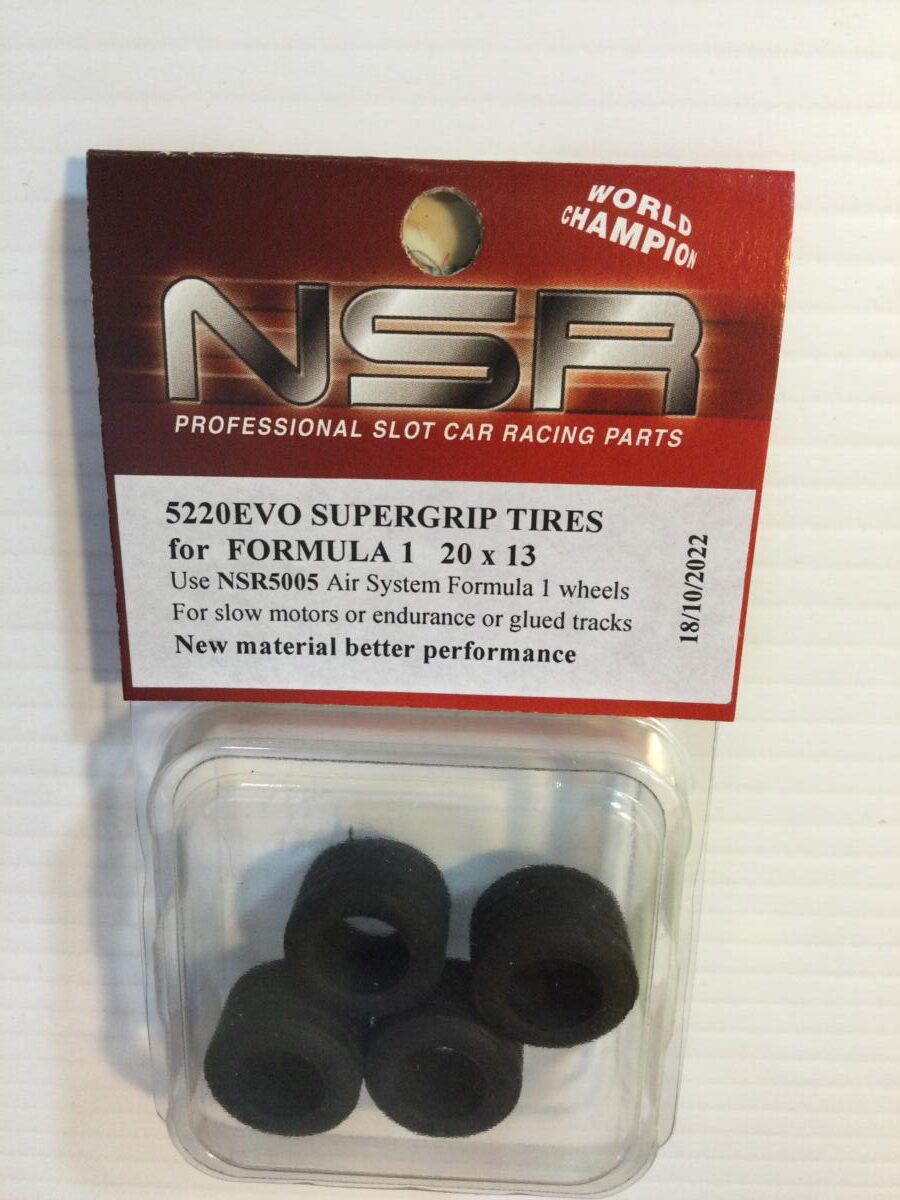 WORLD
CHAMPION
NSR
PROFESSIONAL SLOT CAR RACING PARTS
5220EVO SUPERGRIP TIRES
for FORMULA 1 20 x 13
Use NSR5005 Air System Formula 1 wheels
For slow motors or endurance or glued tracks
New material better performance
18/10/2022